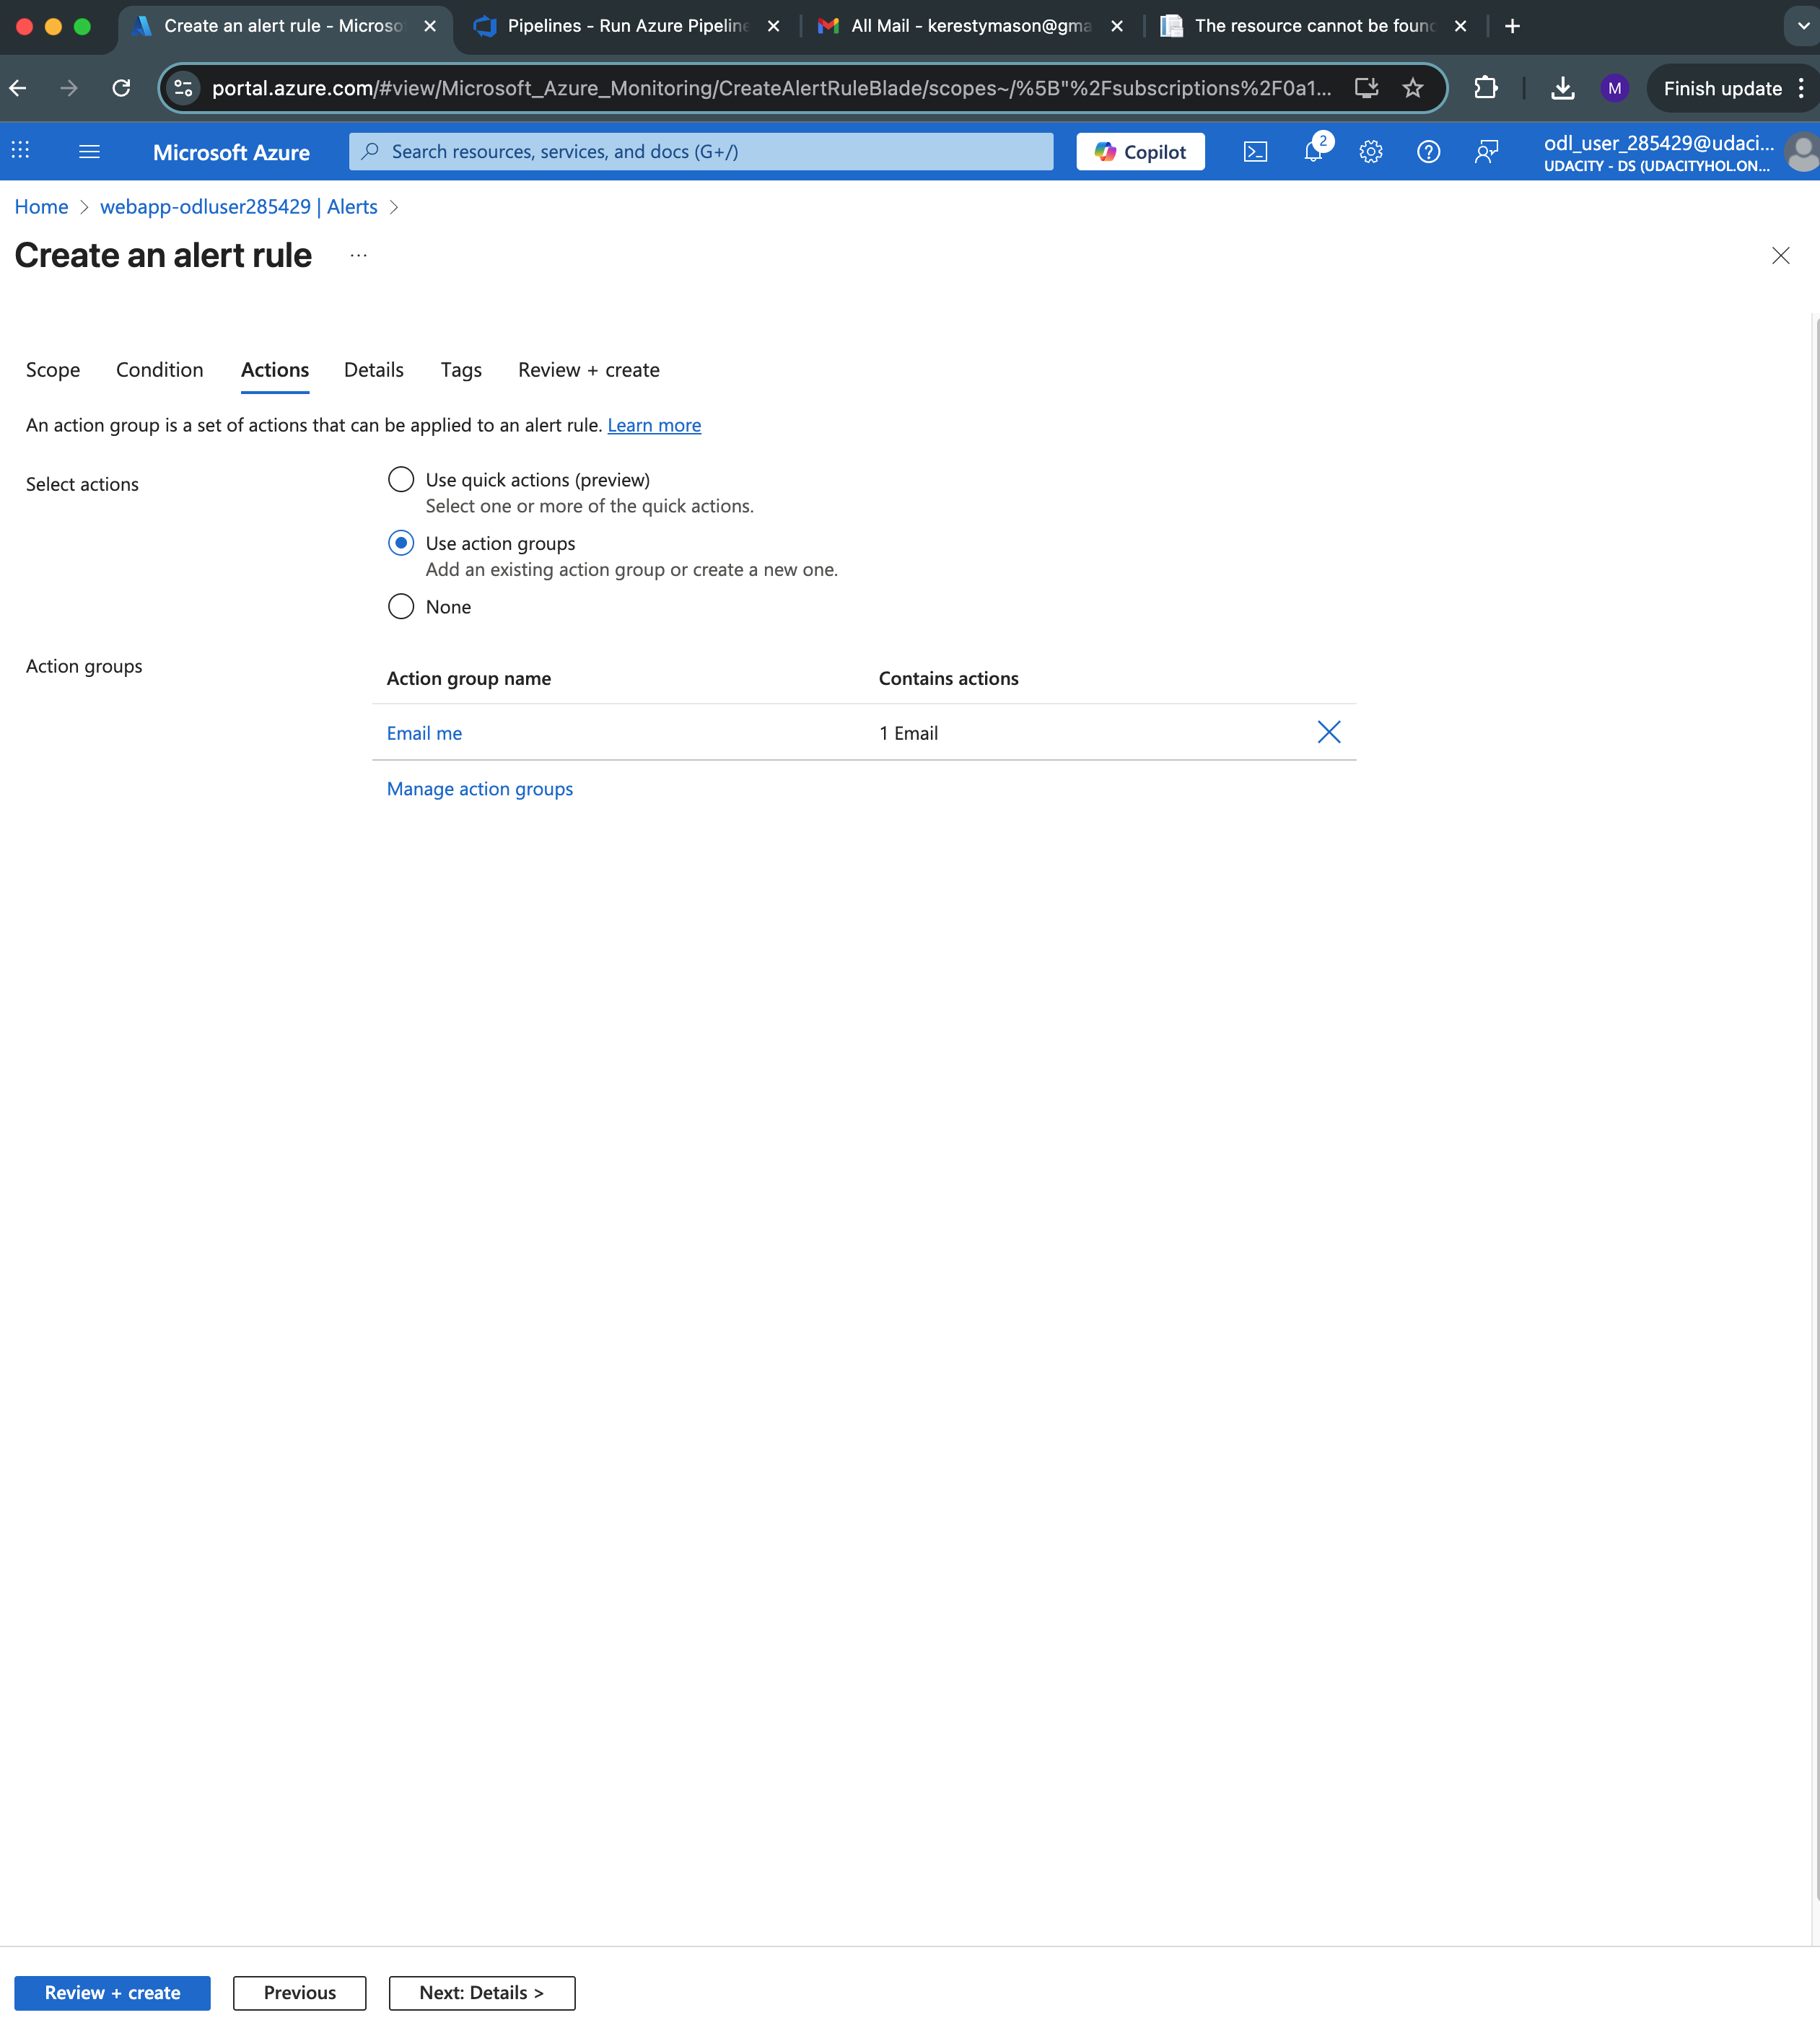 Create an alert rule - Microso
Pipelines - Run Azure Pipeline
All Mail - kerestymason@gma
The resource cannot be found
portal.azure.com/#view/Microsoft_Azure_Monitoring/CreateAlertRuleBlade/scopes~/%5B"%2Fsubscriptions%2F0a1...
M
Finish update
Microsoft Azure
Search resources, services, and docs (G+/)
Copilot
2
odl_user_285429@udaci...
UDACITY - DS (UDACITYHOL.ON...
Home > webapp-odluser285429 | Alerts >
Create an alert rule ...
Scope Condition Actions Details Tags Review + create
An action group is a set of actions that can be applied to an alert rule. Learn more
Select actions
Use quick actions (preview)
Select one or more of the quick actions.
Use action groups
Add an existing action group or create a new one.
None
Action groups
Action group name Contains actions
Email me 1 Email
Manage action groups
Review + create Previous Next: Details >